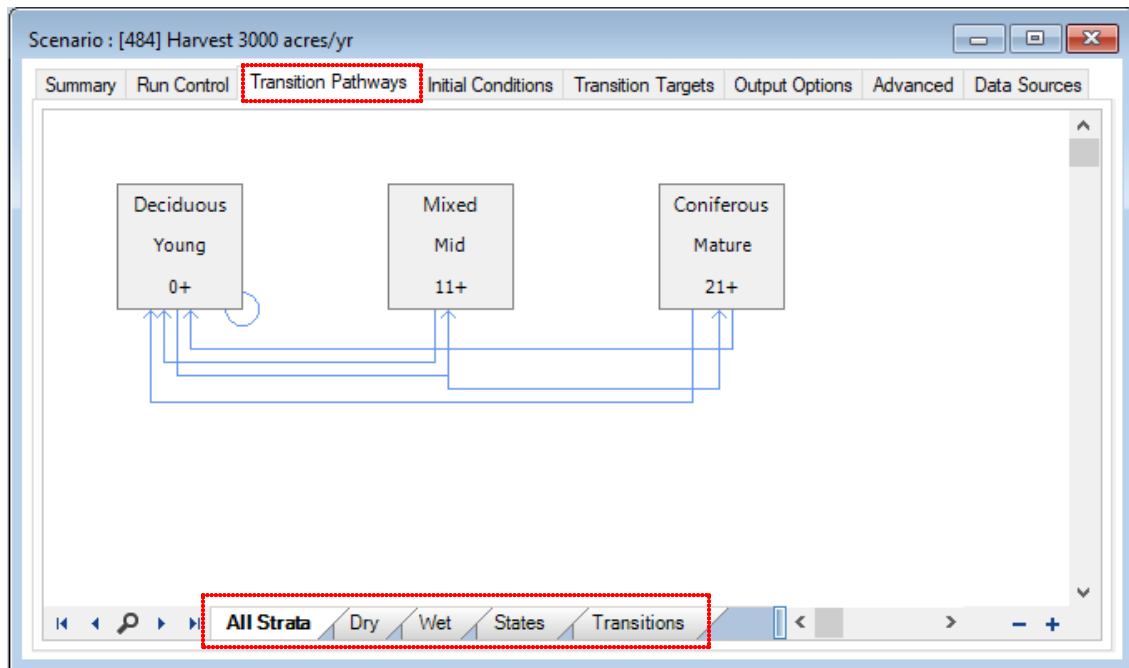 Scenario : [484] Harvest 3000 acres/yr
Summary Run Control Transition Pathways Initial Conditions Transition Targets Output Options Advanced Data Sources
Deciduous Mixed Coniferous
Young Mid Mature
0+ 11+ 21+
All Strata Dry Wet States Transitions